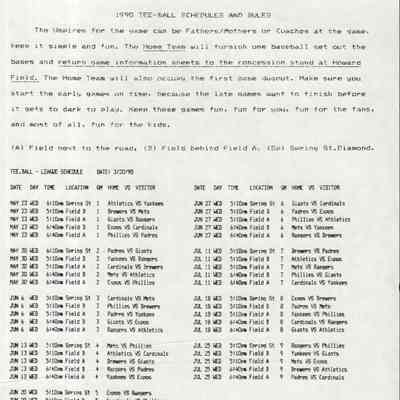 1990 TEE-BALL SCHEDULES AND RULES
The Umpires for the game can be Fathers/Mothers or Coaches at the game.
keep it simple and fun. The Home Team will furnish one baseball set out the
bases and return game information sheets to the concession stand at Howard
Field. The Home Team will also occupy the first base dugout. Make sure you
start the early games on time, because the late games want to finish before
it gets to dark to play. Keep these games fun, fun for you, fun for the fans,
and most of all, fun for the kids.
(A) Field next to the road, (B) Field behind Field A, (So) Spring St.Diamond.
TEE.BALL - LEAGUE SCHEDULE DATE: 3/20/90
DATE DAY TIME LOCATION GM HOME VS VISITOR
MAY 23 WED 6:10pm Spring St 1 Athletics VS Yankees
MAY 23 WED 5:10pm Field B 1 Brewers VS Mets
MAY 23 WED 5:10pm Field A 1 Giants VS Rangers
MAY 23 WED 6:40pm Field B 1 Expos VS Cardinals
MAY 23 WED 6:40pm Field A 1 Phillies VS Padres
MAY 30 WED 6:10pm Spring St 2 Padres VS Giants
MAY 30 WED 5:10pm Field B 2 Yankees VS Rangers
MAY 30 WED 5:10pm Field A 2 Cardinals VS Brewers
MAY 30 WED 6:40pm Field B 2 Mets VS Athletics
MAY 30 WED 6:40pm Field A 2 Expos VS Phillies
JUN 6 WED 5:10pm Spring St 3 Cardinals VS Mets
JUN 6 WED 5:10pm Field B 3 Phillies VS Brewers
JUN 6 WED 5:10pm Field A 3 Padres VS Yankees
JUN 6 WED 6:40pm Field B 3 Giants VS Expos
JUN 6 WED 6:40pm Field A 3 Rangers VS Athletics
JUN 13 WED 5:10pm Spring St 4 Mets VS Phillies
JUN 13 WED 5:10pm Field B 4 Athletics VS Cardinals
JUN 13 WED 5:10pm Field A 4 Brewers VS Giants
JUN 13 WED 6:40pm Field B 4 Rangers VS Padres
JUN 13 WED 6:40pm Field A 4 Yankees VS Expos
JUN 20 WED 5:10pm Spring St 5 Expos VS Rangers
DATE DAY TIME LOCATION GM HOME VS VISITOR
JUN 27 WED 5:10pm Spring St 6 Giants VS Cardinals
JUN 27 WED 5:10pm Field B 6 Padres VS Expos
JUN 27 WED 5:10pm Field A 6 Phillies VS Athletics
JUN 27 WED 6:40pm Field B 6 Mets VS Yankees
JUN 27 WED 6:40pm Field A 6 Rangers VS Brewers
JUL 11 WED 5:10pm Spring St 7 Brewers VS Padres
JUL 11 WED 5:10pm Field B 7 Athletics VS Expos
JUL 11 WED 5:10pm Field A 7 Mets VS Rangers
JUL 11 WED 6:40pm Field B 7 Phillies VS Giants
JUL 11 WED 6:40pm Field A 7 Cardinals VS Yankees
JUL 18 WED 5:10pm Spring St 8 Expos VS Brewers
JUL 18 WED 5:10pm Field B 8 Padres VS Mets
JUL 18 WED 5:10pm Field A 8 Yankees VS Phillies
JUL 18 WED 6:40pm Field B 8 Cardinals VS Rangers
JUL 18 WED 6:40pm Field A 8 Giants VS Athletics
JUL 25 WED 5:10pm Spring St 9 Rangers VS Phillies
JUL 25 WED 5:10pm Field B 9 Yankees VS Giants
JUL 25 WED 5:10pm Field A 9 Mets VS Expos
JUL 25 WED 6:40pm Field B 9 Cardinals VS Padres
JUL 25 WED 6:40pm Field A 9 Athletics VS Brewers